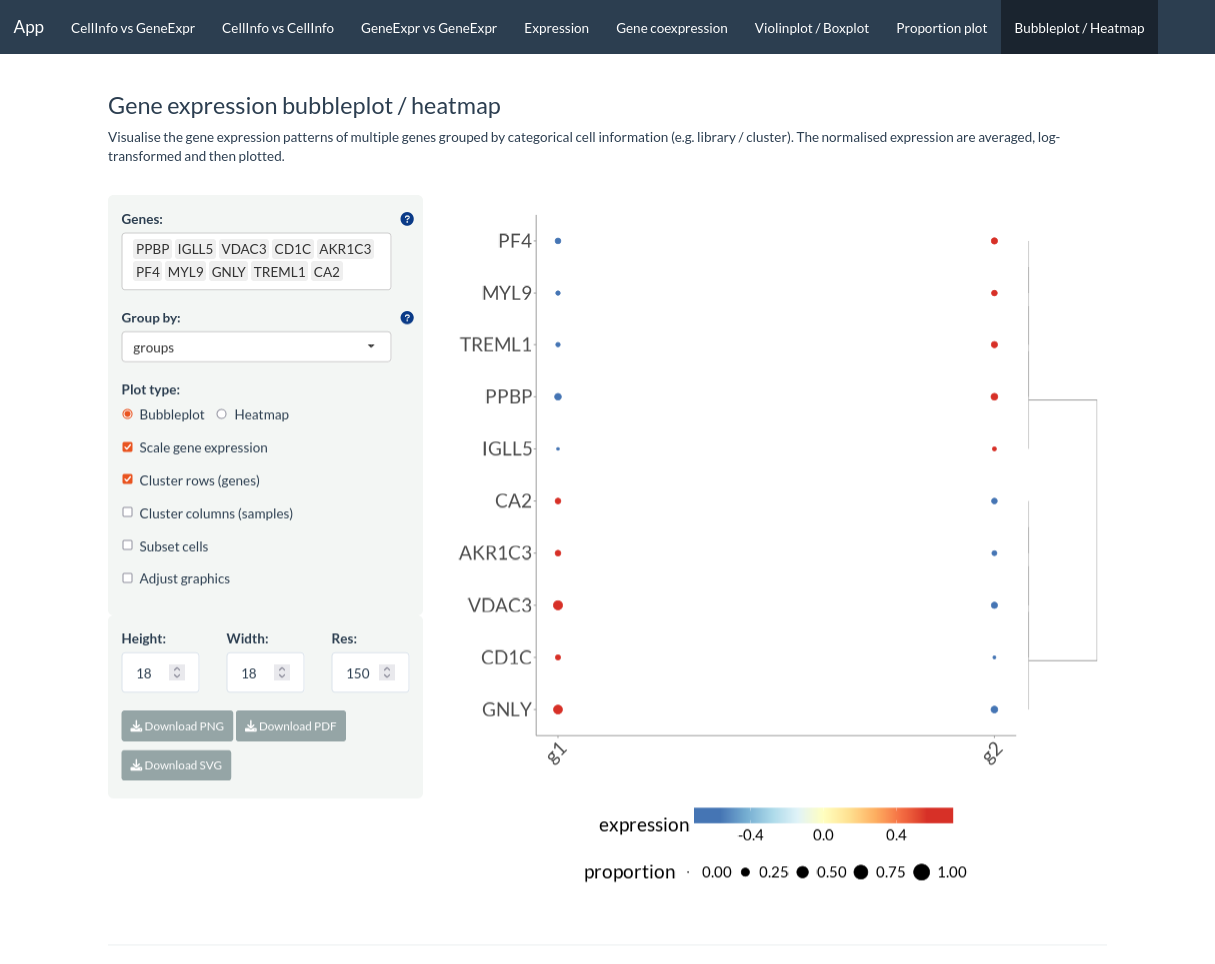 App CellInfo vs GeneExpr CellInfo vs CellInfo GeneExpr vs GeneExpr Expression Gene coexpression Violinplot / Boxplot Proportion plot Bubbleplot / Heatmap
Gene expression bubbleplot / heatmap
Visualise the gene expression patterns of multiple genes grouped by categorical cell information (e.g. library / cluster). The normalised expression are averaged, log-
transformed and then plotted.
Genes: ?
PPBP IGLL5 VDAC3 CD1C AKR1C3
PF4 MYL9 GNLY TREML1 CA2
Group by: ?
groups
Plot type:
Bubbleplot Heatmap
Scale gene expression
Cluster rows (genes)
Cluster columns (samples)
Subset cells
Adjust graphics
Height: Width: Res:
18 18 150
Download PNG Download PDF
Download SVG
PF4
MYL9
TREML1
PPBP
IGLL5
CA2
AKR1C3
VDAC3
CD1C
GNLY
g1 g2
expression
-0.4 0.0 0.4
proportion 0.00 0.25 0.50 0.75 1.00